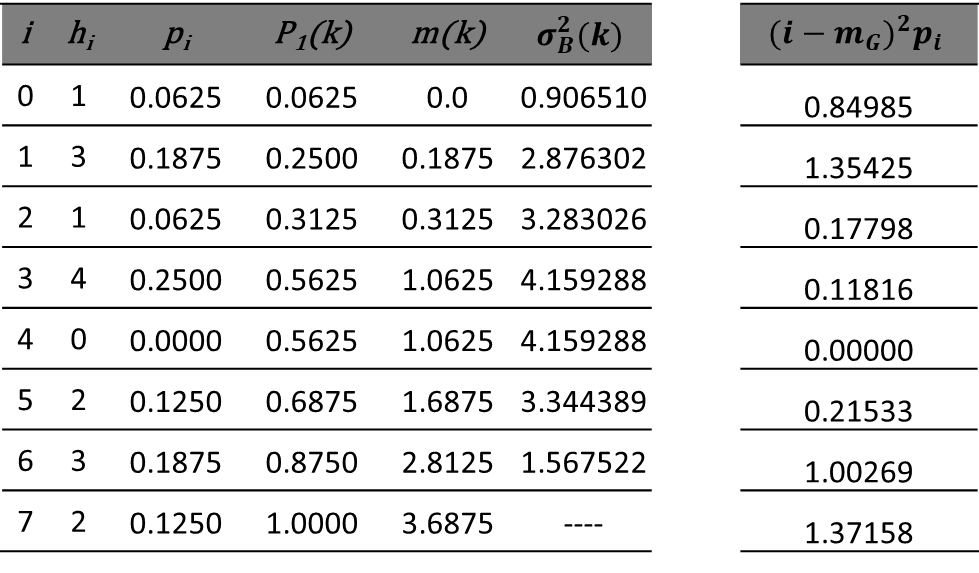 i h_i p_i P_1(k) m(k) σ_B^2(k) (i − m_G)^2 p_i
0 1 0.0625 0.0625 0.0 0.906510 0.84985
1 3 0.1875 0.2500 0.1875 2.876302 1.35425
2 1 0.0625 0.3125 0.3125 3.283026 0.17798
3 4 0.2500 0.5625 1.0625 4.159288 0.11816
4 0 0.0000 0.5625 1.0625 4.159288 0.00000
5 2 0.1250 0.6875 1.6875 3.344389 0.21533
6 3 0.1875 0.8750 2.8125 1.567522 1.00269
7 2 0.1250 1.0000 3.6875 ---- 1.37158